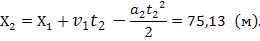 X₂ = X₁ + v₁t₂ − a₂t₂²/2 = 75,13 (м).